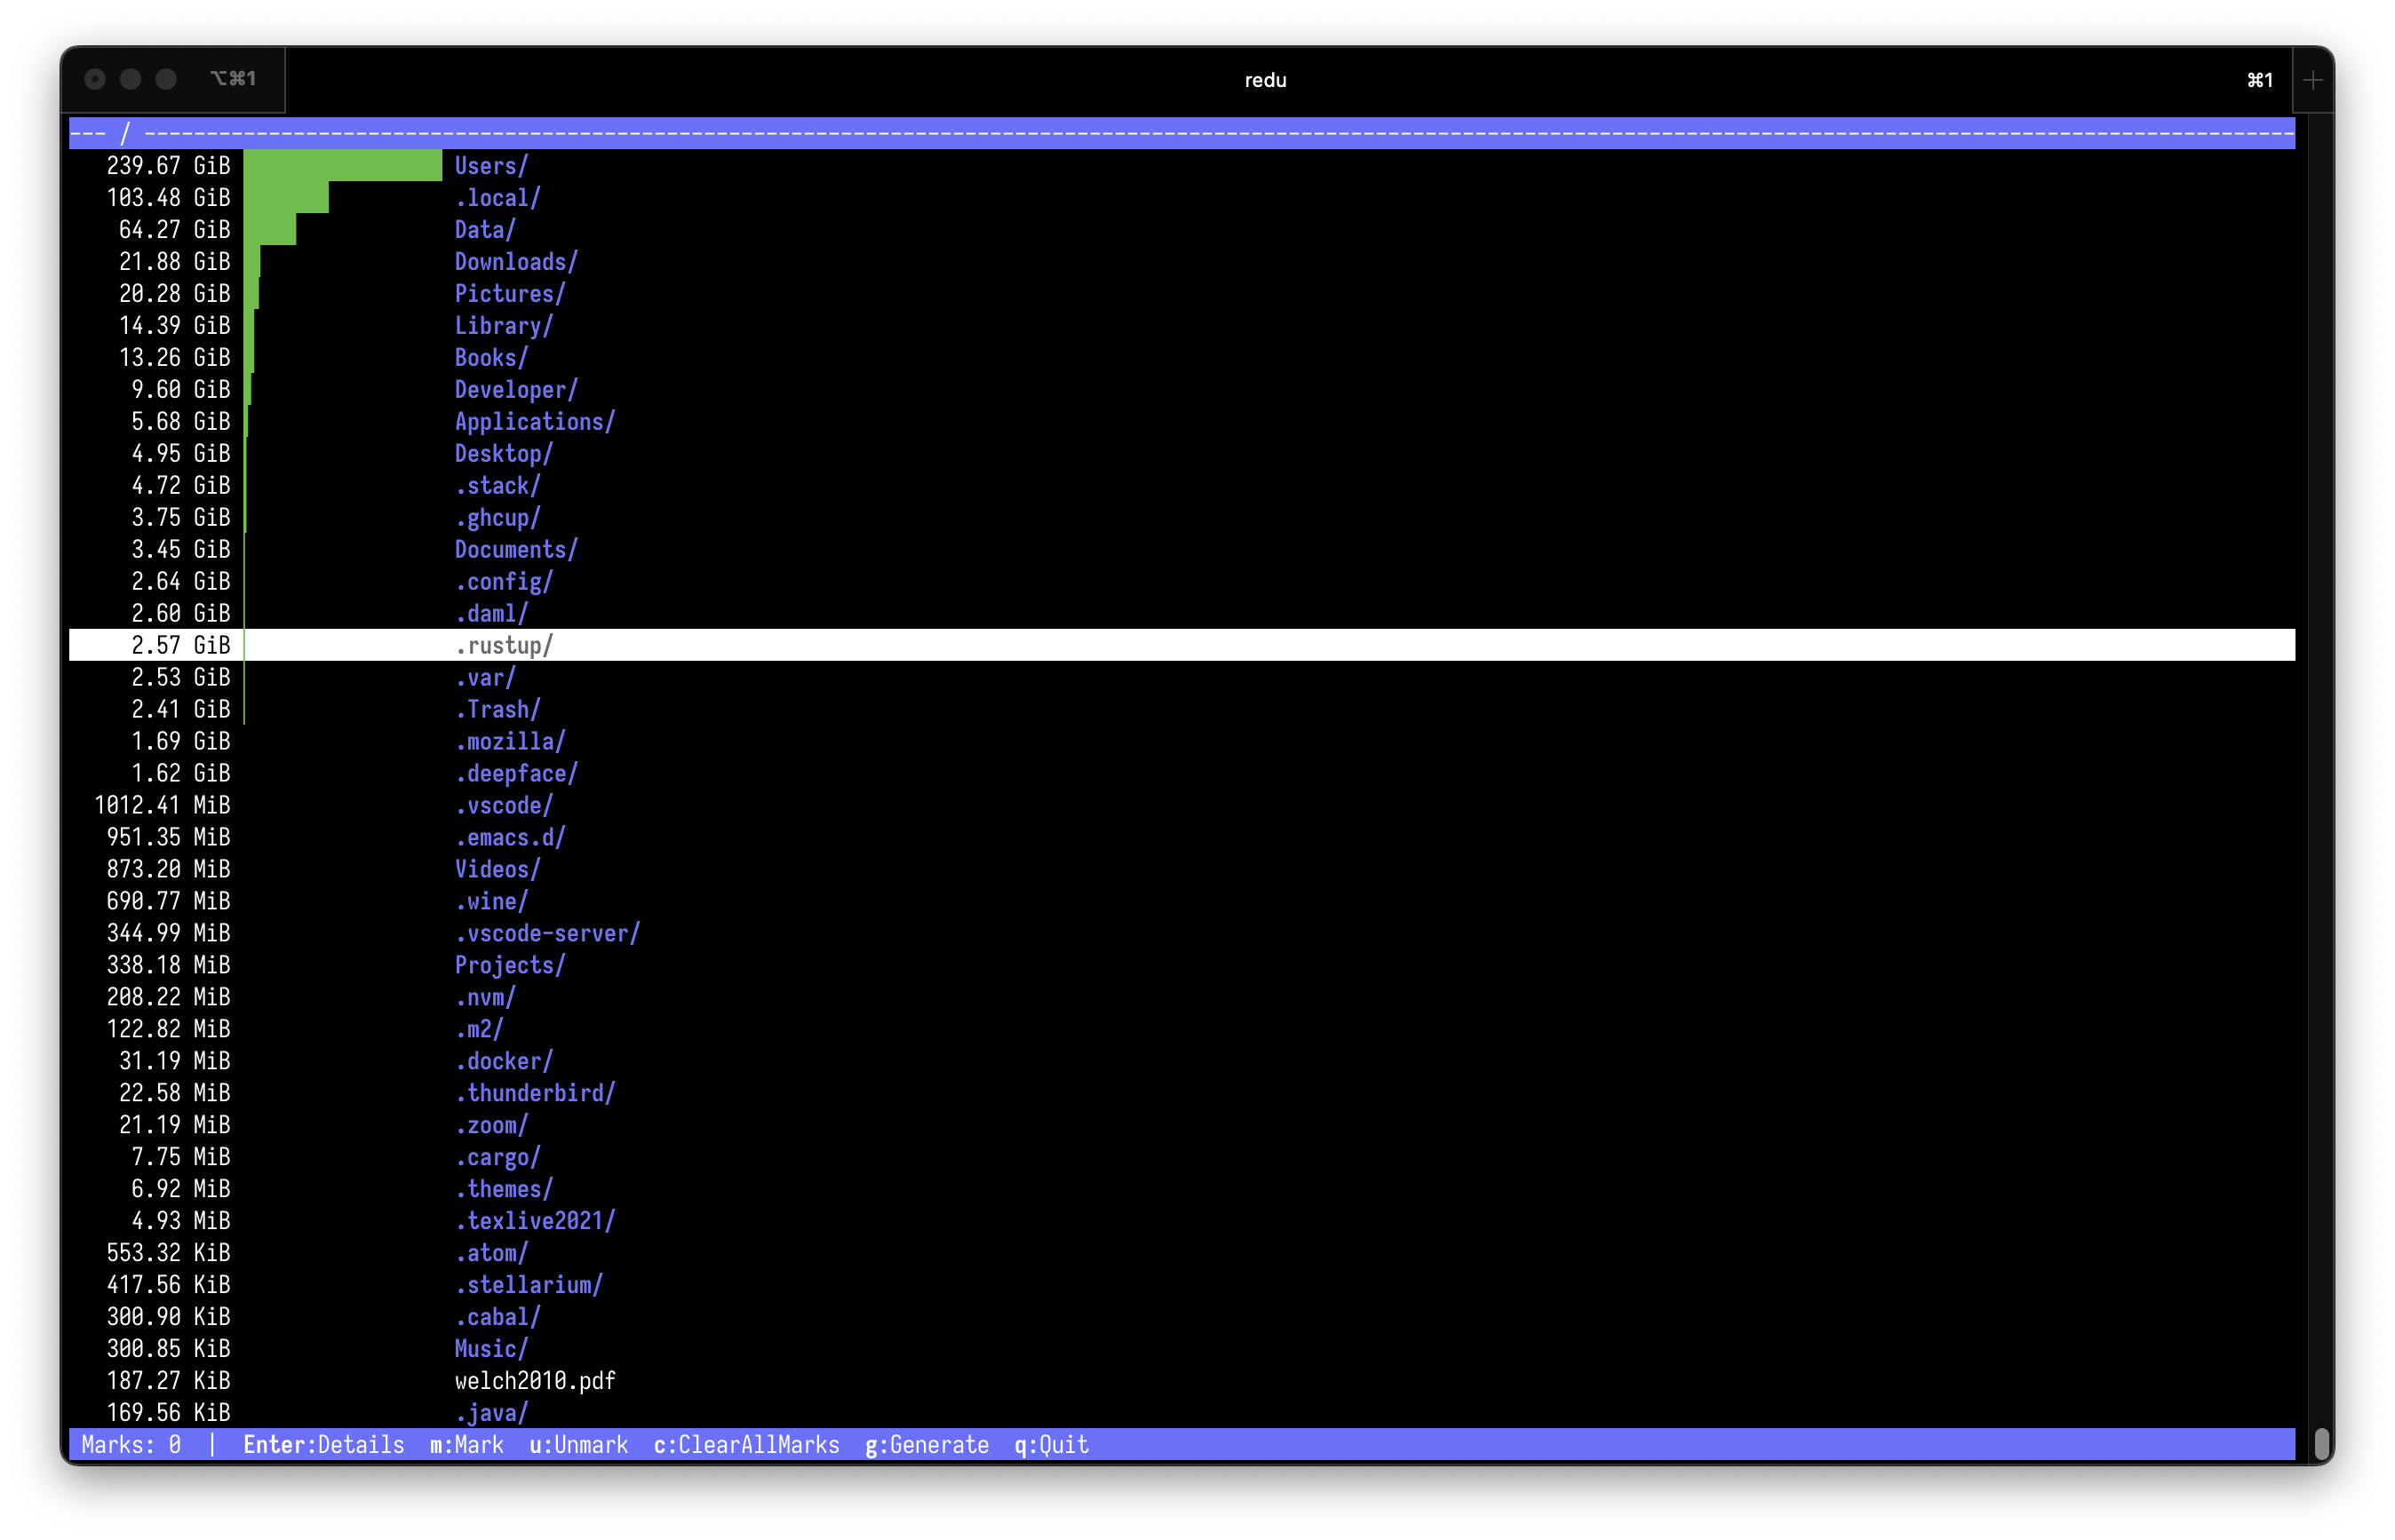 ⌥⌘1 redu ⌘1 +
--- / ---
239.67 GiB Users/
103.48 GiB .local/
64.27 GiB Data/
21.88 GiB Downloads/
20.28 GiB Pictures/
14.39 GiB Library/
13.26 GiB Books/
9.60 GiB Developer/
5.68 GiB Applications/
4.95 GiB Desktop/
4.72 GiB .stack/
3.75 GiB .ghcup/
3.45 GiB Documents/
2.64 GiB .config/
2.60 GiB .daml/
2.57 GiB .rustup/
2.53 GiB .var/
2.41 GiB .Trash/
1.69 GiB .mozilla/
1.62 GiB .deepface/
1012.41 MiB .vscode/
951.35 MiB .emacs.d/
873.20 MiB Videos/
690.77 MiB .wine/
344.99 MiB .vscode-server/
338.18 MiB Projects/
208.22 MiB .nvm/
122.82 MiB .m2/
31.19 MiB .docker/
22.58 MiB .thunderbird/
21.19 MiB .zoom/
7.75 MiB .cargo/
6.92 MiB .themes/
4.93 MiB .texlive2021/
553.32 KiB .atom/
417.56 KiB .stellarium/
300.90 KiB .cabal/
300.85 KiB Music/
187.27 KiB welch2010.pdf
169.56 KiB .java/
Marks: 0 | Enter:Details m:Mark u:Unmark c:ClearAllMarks g:Generate q:Quit